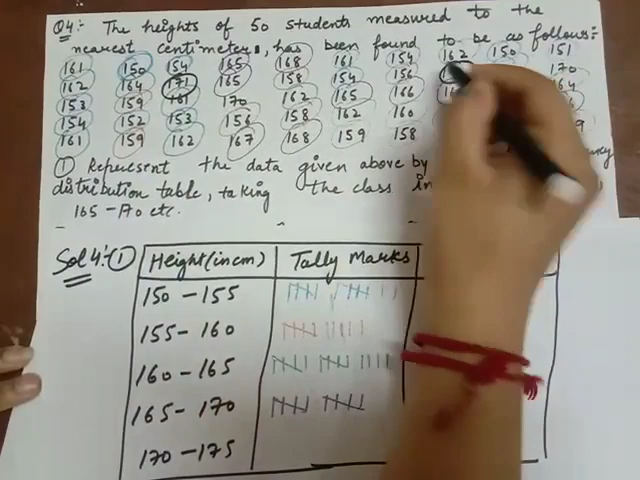 Q4: The heights of 50 students measured to the
nearest centimeters, has been found to be as follows:-
161 150 154 165 168 161 154 162 150 151
162 164 171 165 158 154 156 170
153 159 161 170 162 165 166 164
154 152 153 156 158 162 160
161 159 162 167 168 159 158
① Represent the data given above by
distribution table, taking the class in
165-170 etc.
Sol 4:-① Height (in cm) Tally Marks
150-155
155-160
160-165
165-170
170-175